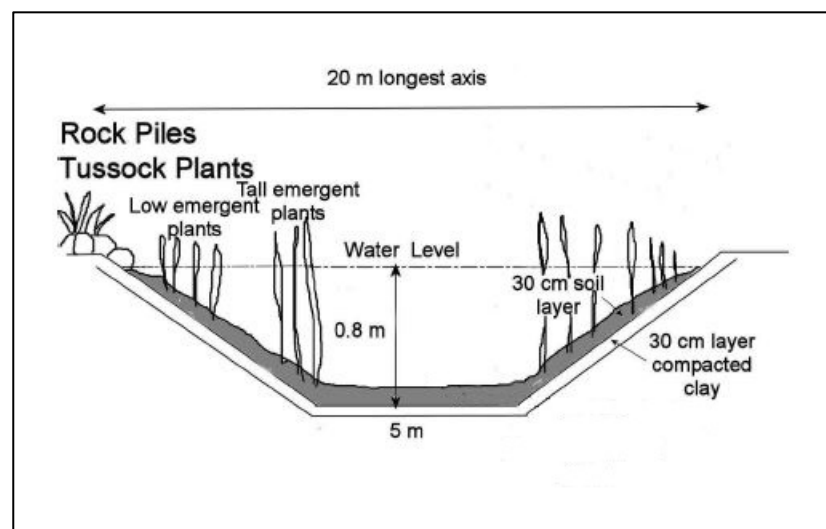 20 m longest axis
Rock Piles
Tussock Plants
Low emergent
plants
Tall emergent
plants
Water Level
30 cm soil
layer
0.8 m
30 cm layer
compacted
clay
5 m